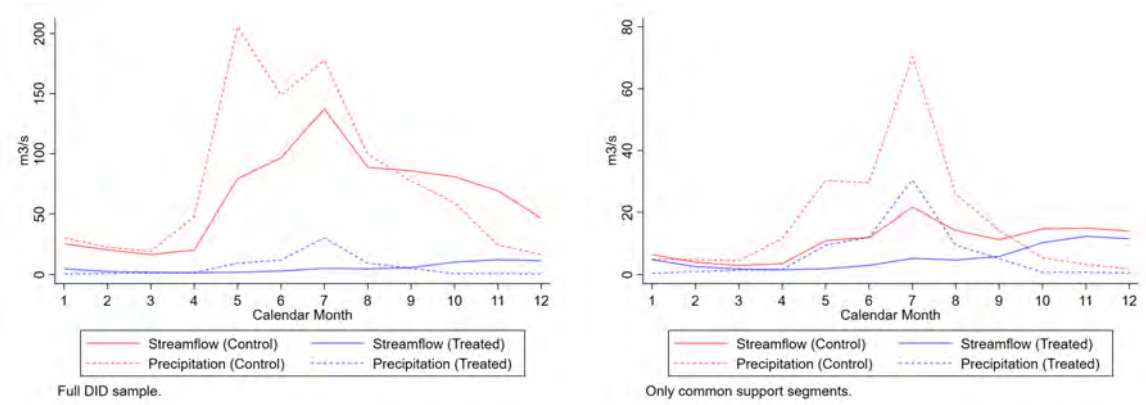 200
150
100
50
0
m3/s
1 2 3 4 5 6 7 8 9 10 11 12
Calendar Month
Streamflow (Control) Streamflow (Treated)
Precipitation (Control) Precipitation (Treated)
Full DID sample.
80
60
40
20
0
m3/s
1 2 3 4 5 6 7 8 9 10 11 12
Calendar Month
Streamflow (Control) Streamflow (Treated)
Precipitation (Control) Precipitation (Treated)
Only common support segments.